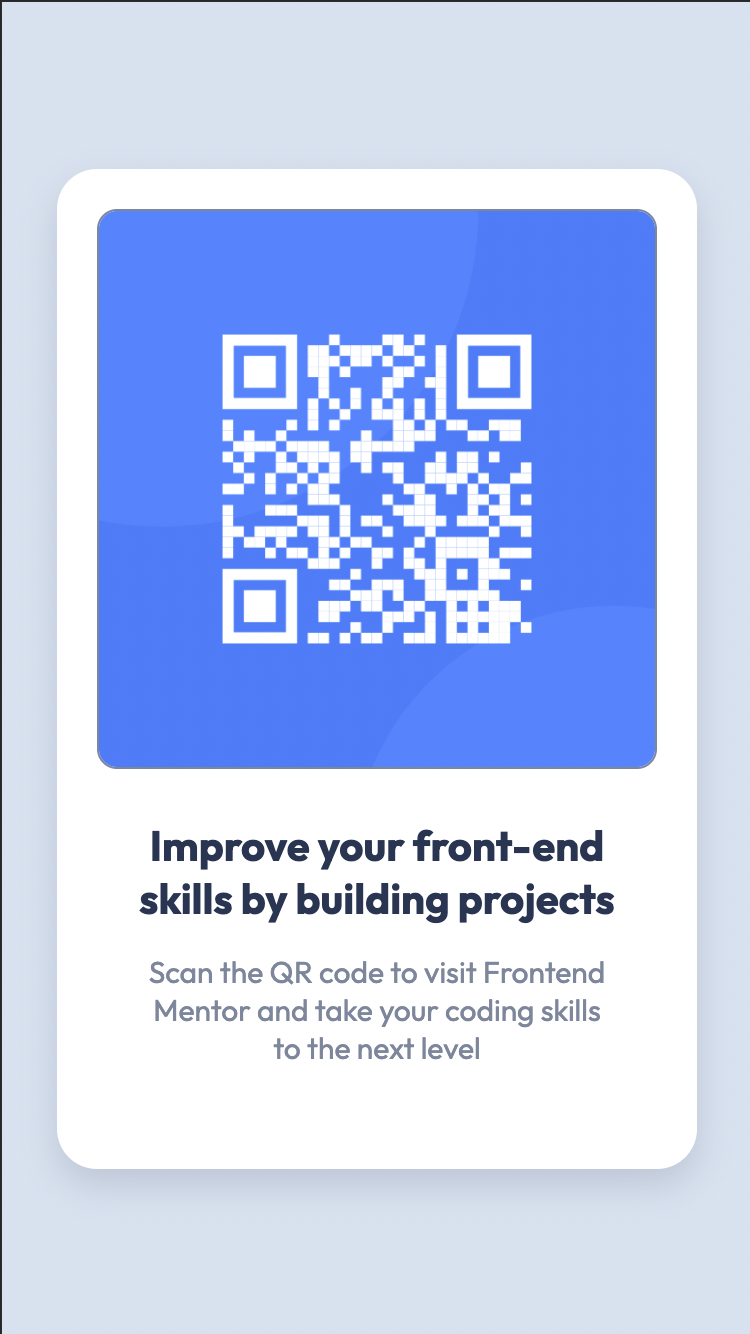 Improve your front-end
skills by building projects
Scan the QR code to visit Frontend
Mentor and take your coding skills
to the next level